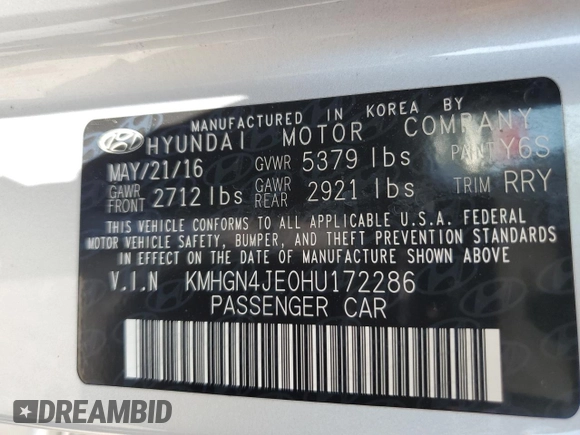 MANUFACTURED IN KOREA BY
HYUNDAI MOTOR COMPANY
MAY/21/16 GVWR 5379 lbs PANT Y6S
GAWR FRONT 2712 lbs GAWR REAR 2921 lbs TRIM RRY
THIS VEHICLE CONFORMS TO ALL APPLICABLE U.S.A. FEDERAL
MOTOR VEHICLE SAFETY, BUMPER, AND THEFT PREVENTION STANDARDS
IN EFFECT ON THE DATE OF MANUFACTURE SHOWN ABOVE
V.I.N KMHGN4JE0HU172286
PASSENGER CAR
DREAMBID